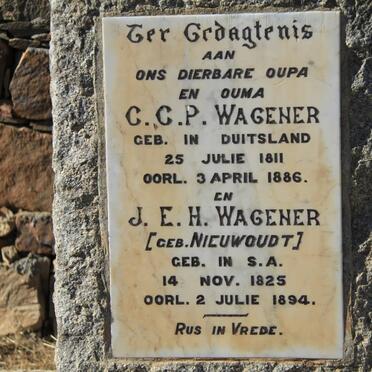 Ter Gedagtenis
AAN
ONS DIERBARE OUPA
EN OUMA
C.C.P. WAGENER
GEB. IN DUITSLAND
25 JULIE 1811
OORL. 3 APRIL 1886.
EN
J.E.H. WAGENER
[GEB. NIEUWOUDT]
GEB. IN S.A.
14 NOV. 1825
OORL. 2 JULIE 1894.
RUS IN VREDE.